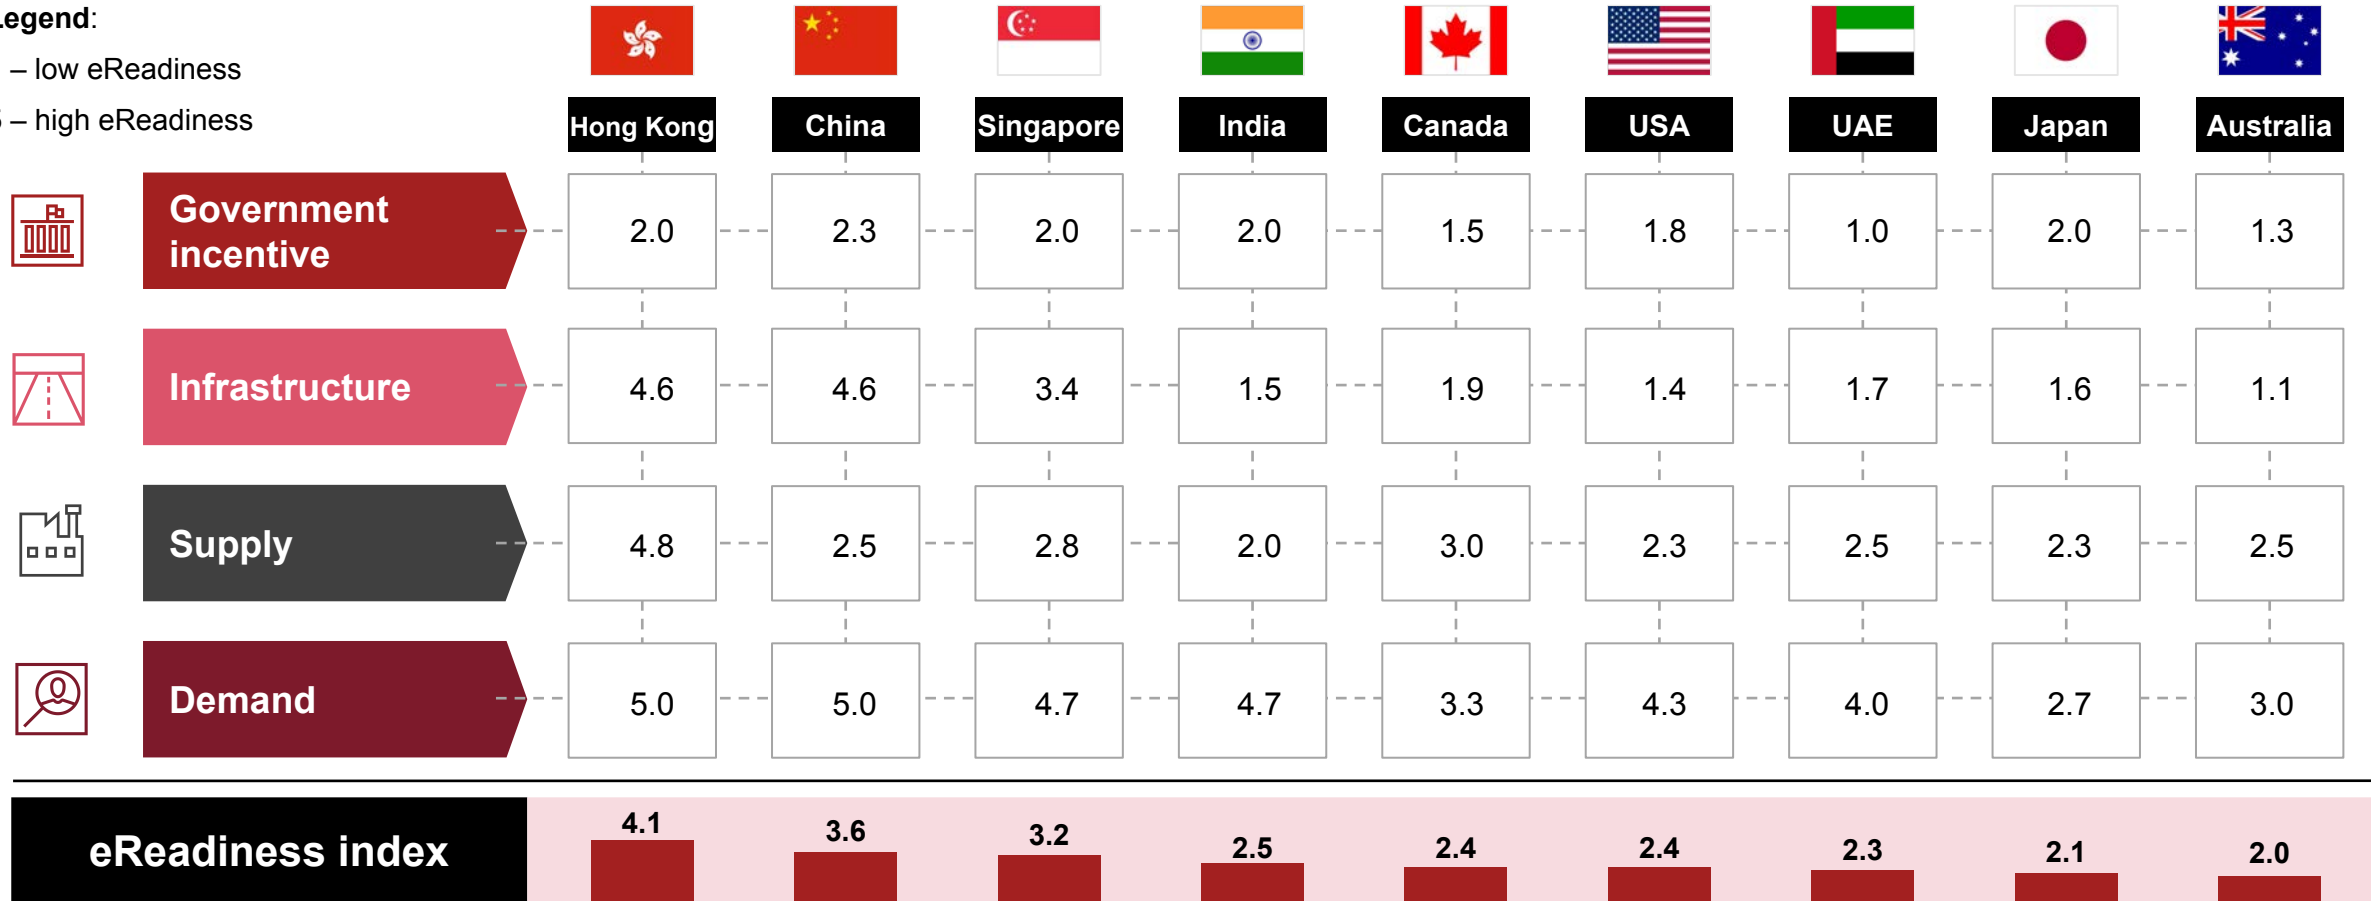 Legend:
– low eReadiness
5 – high eReadiness
Hong Kong China Singapore India Canada USA UAE Japan Australia
Government
incentive
2.0 2.3 2.0 2.0 1.5 1.8 1.0 2.0 1.3
Infrastructure 4.6 4.6 3.4 1.5 1.9 1.4 1.7 1.6 1.1
Supply 4.8 2.5 2.8 2.0 3.0 2.3 2.5 2.3 2.5
Demand 5.0 5.0 4.7 4.7 3.3 4.3 4.0 2.7 3.0
eReadiness index 4.1 3.6 3.2 2.5 2.4 2.4 2.3 2.1 2.0